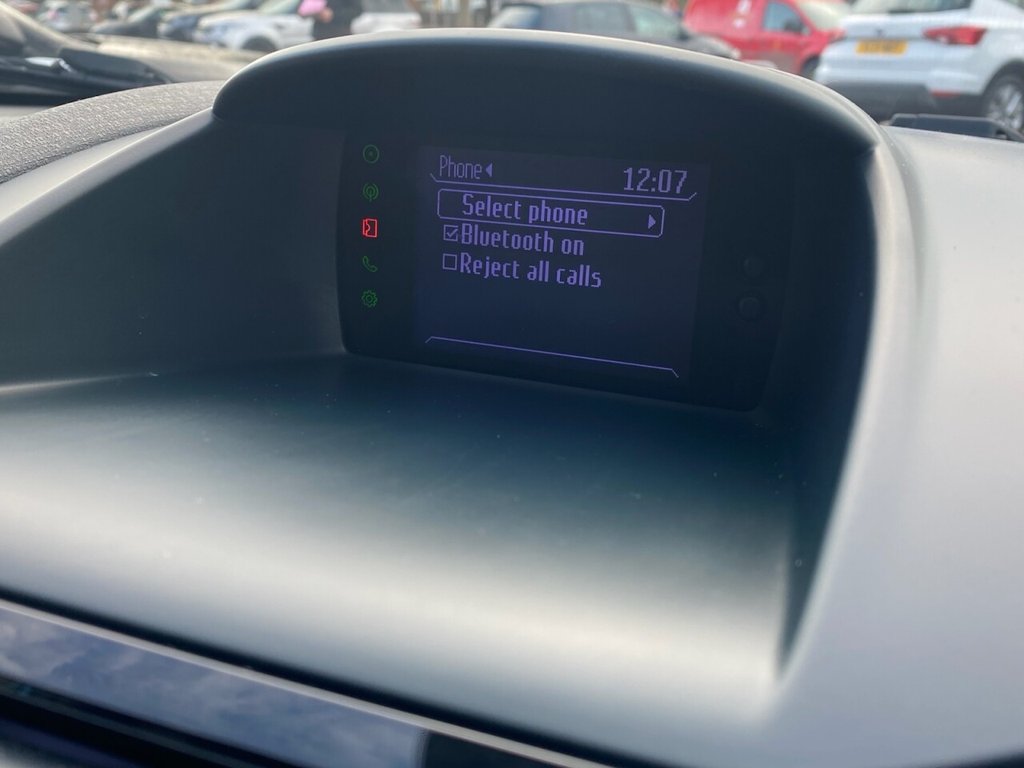 Phone
12:07
Select phone
Bluetooth on
Reject all calls